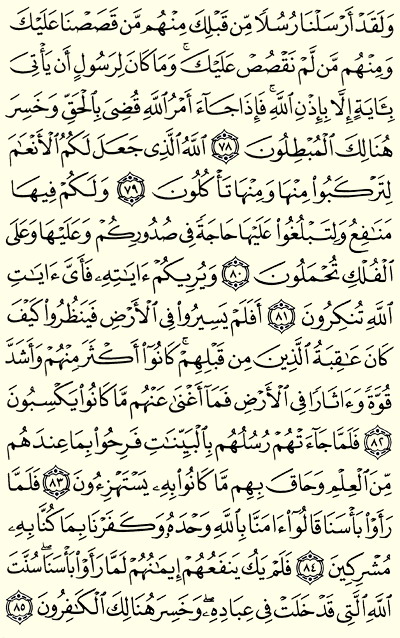 وَلَقَدْ أَرْسَلْنَا رُسُلًا مِّن قَبْلِكَ مِنْهُم مَّن قَصَصْنَا عَلَيْكَ
وَمِنْهُم مَّن لَّمْ نَقْصُصْ عَلَيْكَ ۗ وَمَا كَانَ لِرَسُولٍ أَن يَأْتِىَ
بِـَٔايَةٍ إِلَّا بِإِذْنِ ٱللَّهِ ۚ فَإِذَا جَآءَ أَمْرُ ٱللَّهِ قُضِىَ بِٱلْحَقِّ وَخَسِرَ
هُنَالِكَ ٱلْمُبْطِلُونَ ٧٨ ٱللَّهُ ٱلَّذِى جَعَلَ لَكُمُ ٱلْأَنْعَٰمَ
لِتَرْكَبُوا۟ مِنْهَا وَمِنْهَا تَأْكُلُونَ ٧٩ وَلَكُمْ فِيهَا
مَنَٰفِعُ وَلِتَبْلُغُوا۟ عَلَيْهَا حَاجَةً فِى صُدُورِكُمْ وَعَلَيْهَا وَعَلَى
ٱلْفُلْكِ تُحْمَلُونَ ٨٠ وَيُرِيكُمْ ءَايَٰتِهِۦ فَأَىَّ ءَايَٰتِ
ٱللَّهِ تُنكِرُونَ ٨١ أَفَلَمْ يَسِيرُوا۟ فِى ٱلْأَرْضِ فَيَنظُرُوا۟ كَيْفَ
كَانَ عَٰقِبَةُ ٱلَّذِينَ مِن قَبْلِهِمْ ۚ كَانُوٓا۟ أَكْثَرَ مِنْهُمْ وَأَشَدَّ
قُوَّةً وَءَاثَارًا فِى ٱلْأَرْضِ فَمَآ أَغْنَىٰ عَنْهُم مَّا كَانُوا۟ يَكْسِبُونَ
٨٢ فَلَمَّا جَآءَتْهُمْ رُسُلُهُم بِٱلْبَيِّنَٰتِ فَرِحُوا۟ بِمَا عِندَهُم
مِّنَ ٱلْعِلْمِ وَحَاقَ بِهِم مَّا كَانُوا۟ بِهِۦ يَسْتَهْزِءُونَ ٨٣ فَلَمَّا
رَأَوْا۟ بَأْسَنَا قَالُوٓا۟ ءَامَنَّا بِٱللَّهِ وَحْدَهُۥ وَكَفَرْنَا بِمَا كُنَّا بِهِۦ
مُشْرِكِينَ ٨٤ فَلَمْ يَكُ يَنفَعُهُمْ إِيمَٰنُهُمْ لَمَّا رَأَوْا۟ بَأْسَنَا ۖ سُنَّتَ
ٱللَّهِ ٱلَّتِى قَدْ خَلَتْ فِى عِبَادِهِۦ ۖ وَخَسِرَ هُنَالِكَ ٱلْكَٰفِرُونَ ٨٥